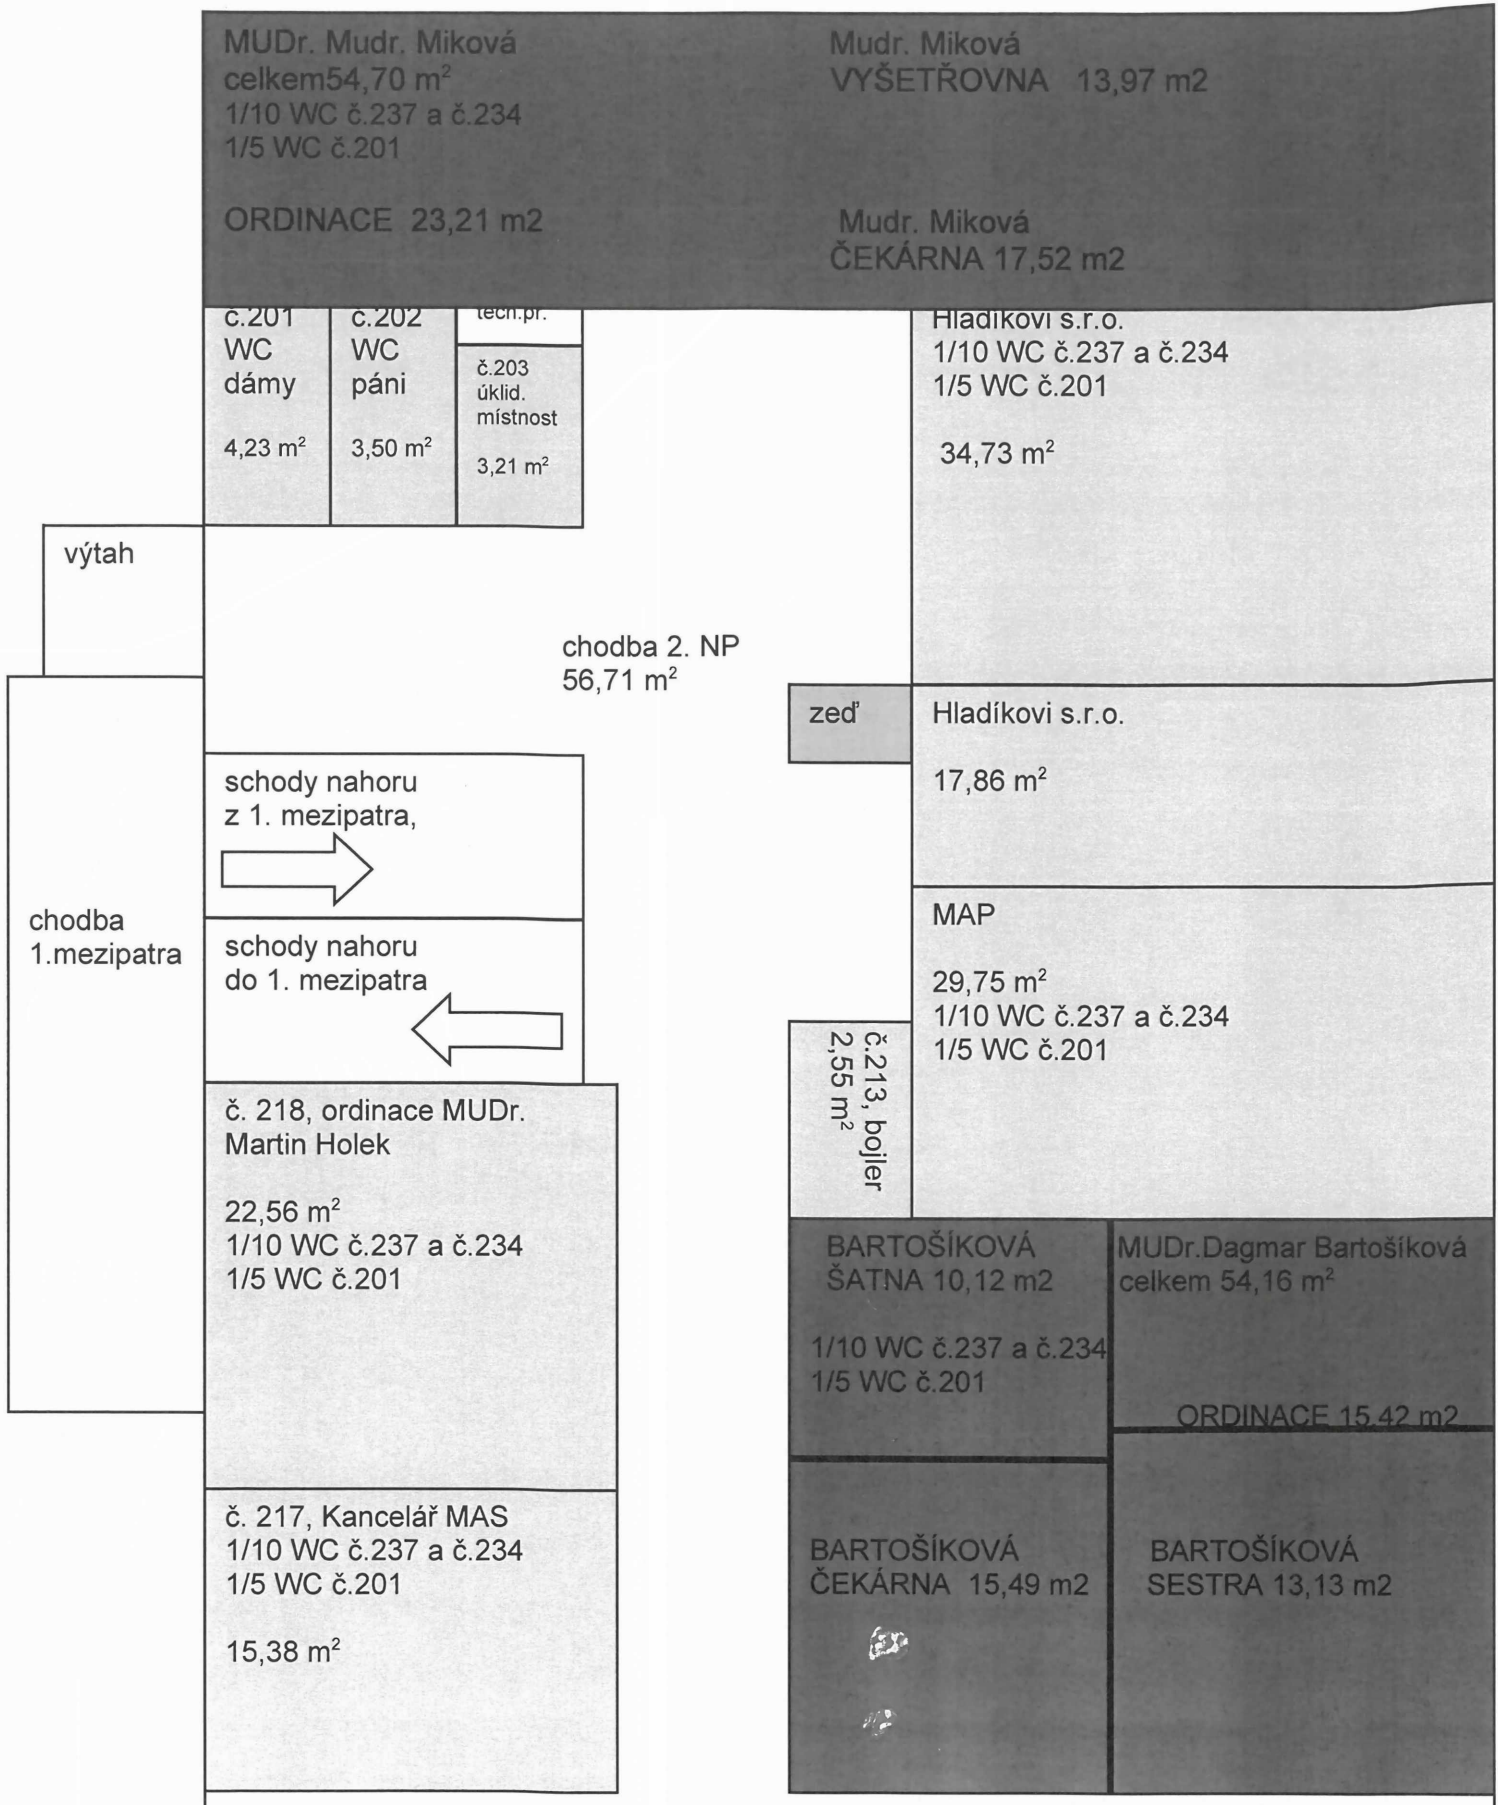 MUDr. Mudr. Miková
celkem54,70 m²
1/10 WC č.237 a č.234
1/5 WC č.201
ORDINACE 23,21 m2
Mudr. Miková
VYŠETŘOVNA 13,97 m2
Mudr. Miková
ČEKÁRNA 17,52 m2
č.201
WC
dámy
4,23 m²
č.202
WC
páni
3,50 m²
tech.pr.
č.203
úklid.
místnost
3,21 m²
Hladíkovi s.r.o.
1/10 WC č.237 a č.234
1/5 WC č.201
34,73 m²
výtah
chodba 2. NP
56,71 m²
zeď
Hladíkovi s.r.o.
17,86 m²
schody nahoru
z 1. mezipatra,
chodba
1.mezipatra
schody nahoru
do 1. mezipatra
MAP
29,75 m²
1/10 WC č.237 a č.234
1/5 WC č.201
č.213, bojler
2,55 m²
č. 218, ordinace MUDr.
Martin Holek
22,56 m²
1/10 WC č.237 a č.234
1/5 WC č.201
BARTOŠÍKOVÁ
ŠATNA 10,12 m2
1/10 WC č.237 a č.234
1/5 WC č.201
MUDr.Dagmar Bartošíková
celkem 54,16 m²
ORDINACE 15,42 m2
č. 217, Kancelář MAS
1/10 WC č.237 a č.234
1/5 WC č.201
15,38 m²
BARTOŠÍKOVÁ
ČEKÁRNA 15,49 m2
BARTOŠÍKOVÁ
SESTRA 13,13 m2